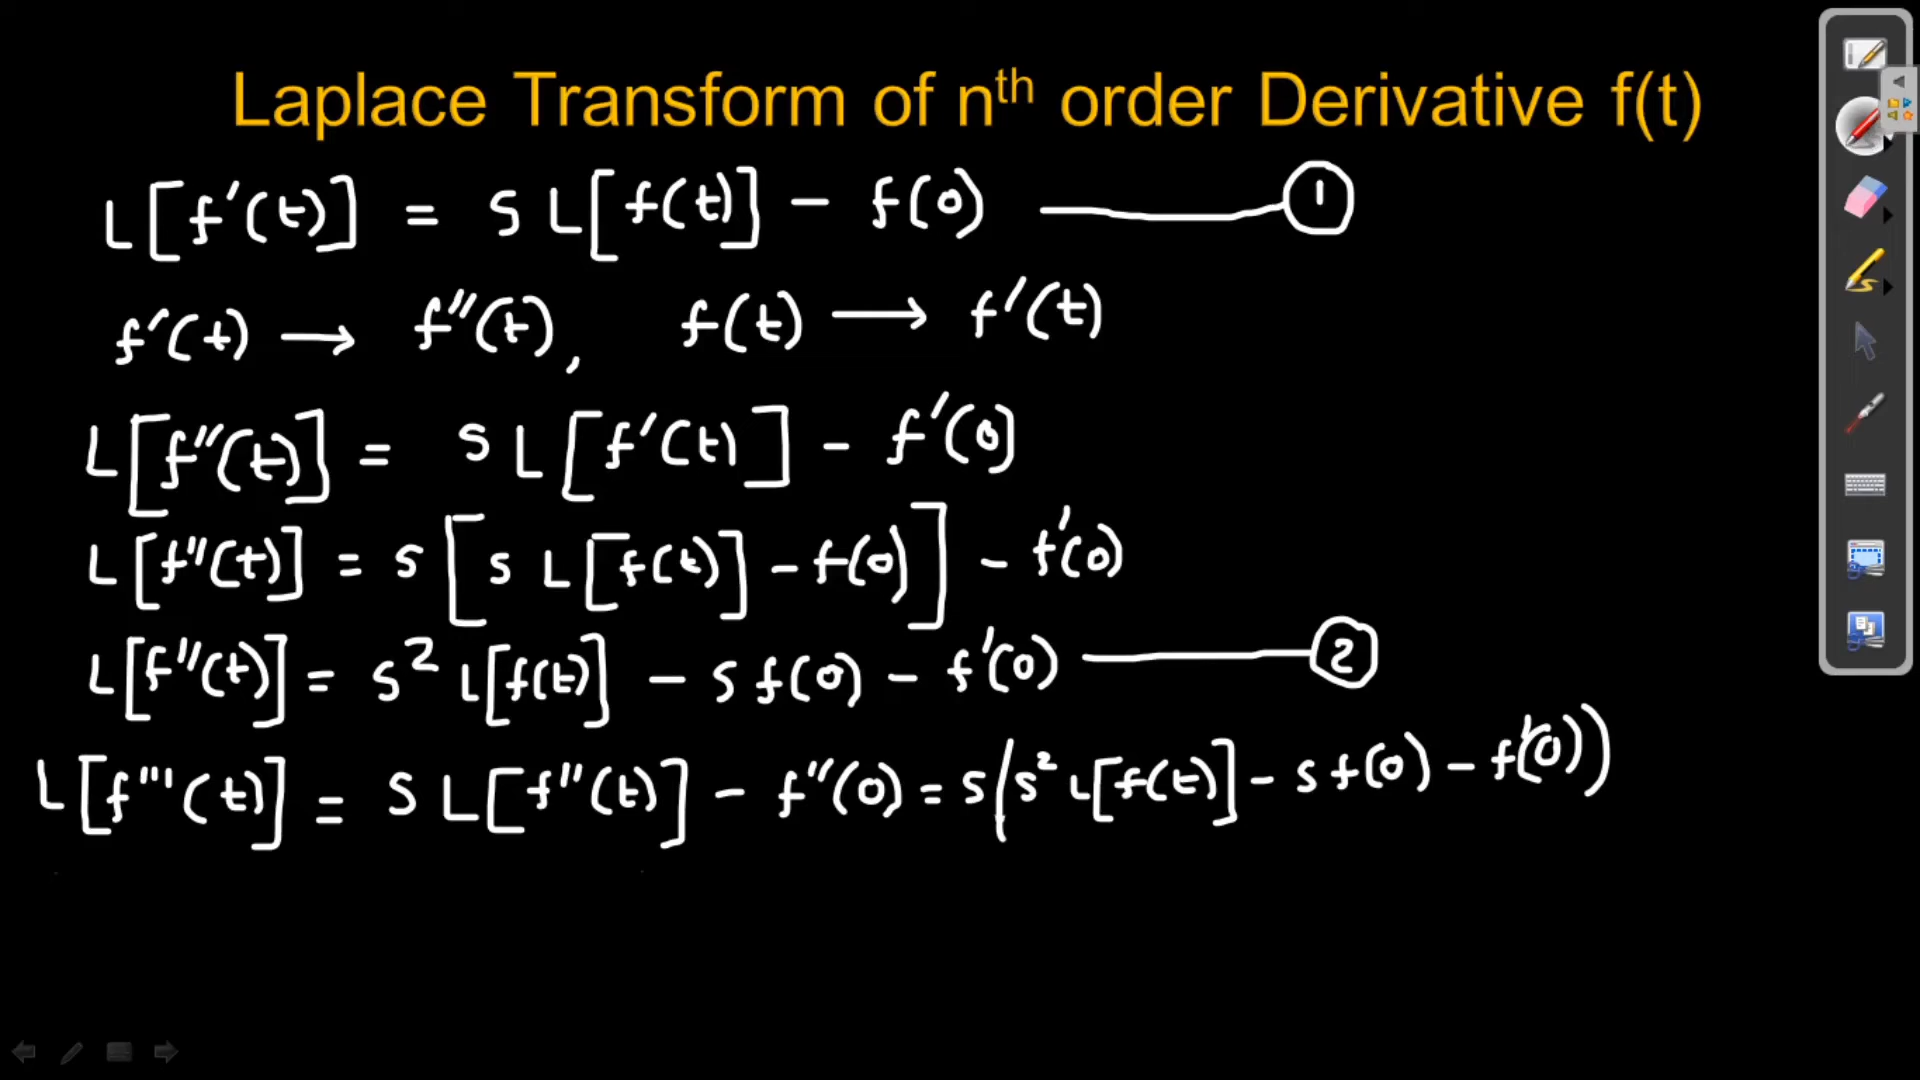 Laplace Transform of nth order Derivative f(t)
L[f'(t)] = S L[f(t)] - f(0) ——— 1
f'(t) → f''(t), f(t) → f'(t)
L[f''(t)] = S L[f'(t)] - f'(0)
L[f''(t)] = S[S L[f(t)] - f(0)] - f'(0)
L[f''(t)] = S² L[f(t)] - S f(0) - f'(0) ——— 2
L[f'''(t)] = S L[f''(t)] - f''(0) = S(S² L[f(t)] - S f(0) - f'(0))